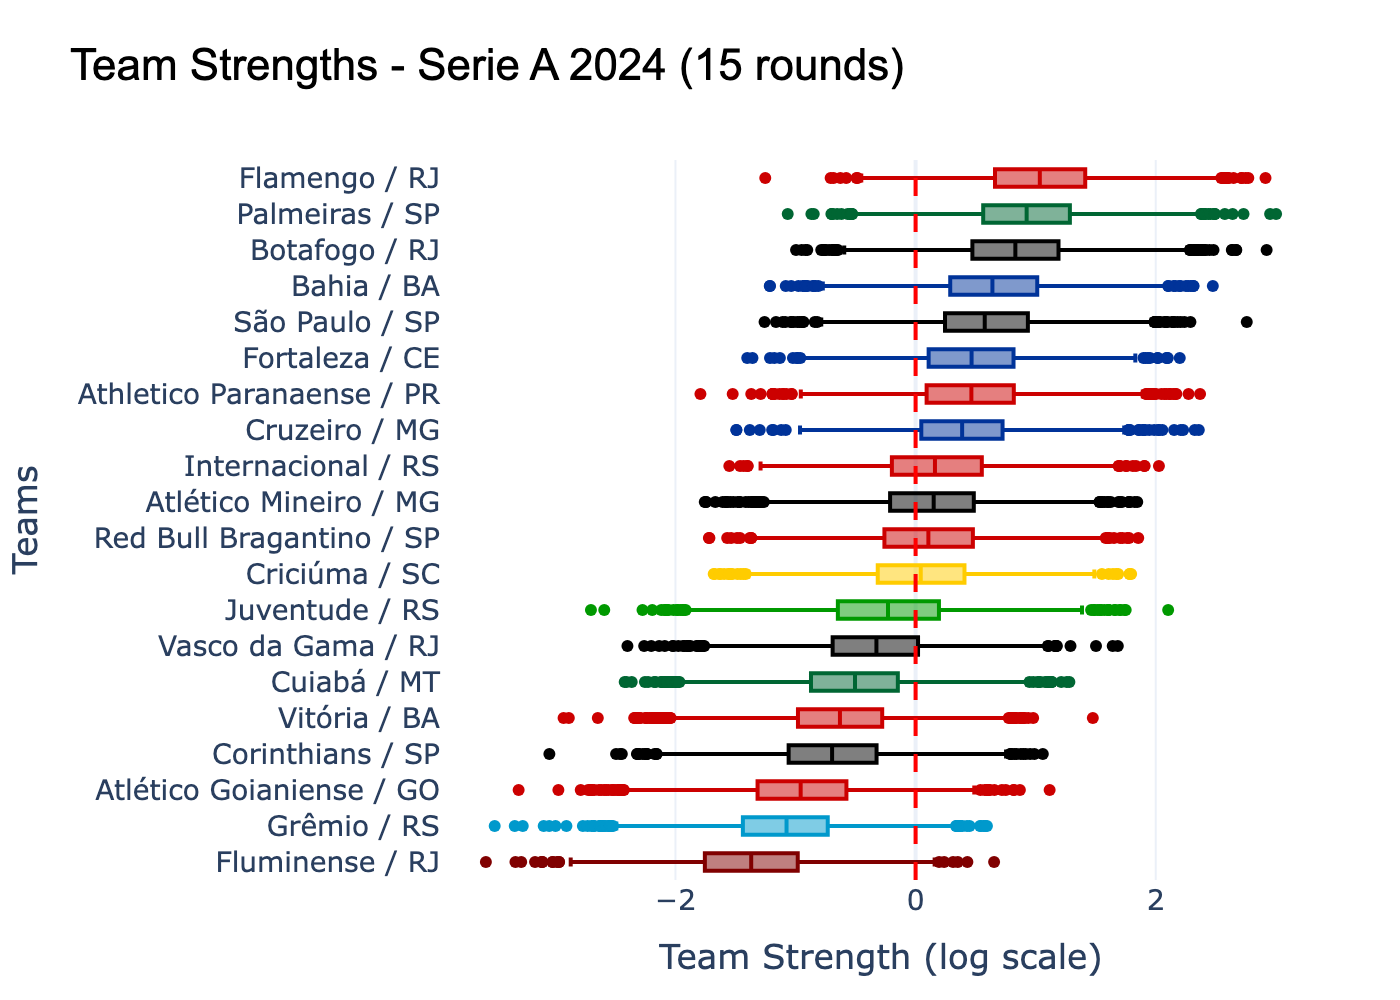 Team Strengths - Serie A 2024 (15 rounds)
Teams
Flamengo / RJ
Palmeiras / SP
Botafogo / RJ
Bahia / BA
São Paulo / SP
Fortaleza / CE
Athletico Paranaense / PR
Cruzeiro / MG
Internacional / RS
Atlético Mineiro / MG
Red Bull Bragantino / SP
Criciúma / SC
Juventude / RS
Vasco da Gama / RJ
Cuiabá / MT
Vitória / BA
Corinthians / SP
Atlético Goianiense / GO
Grêmio / RS
Fluminense / RJ
−2 0 2
Team Strength (log scale)